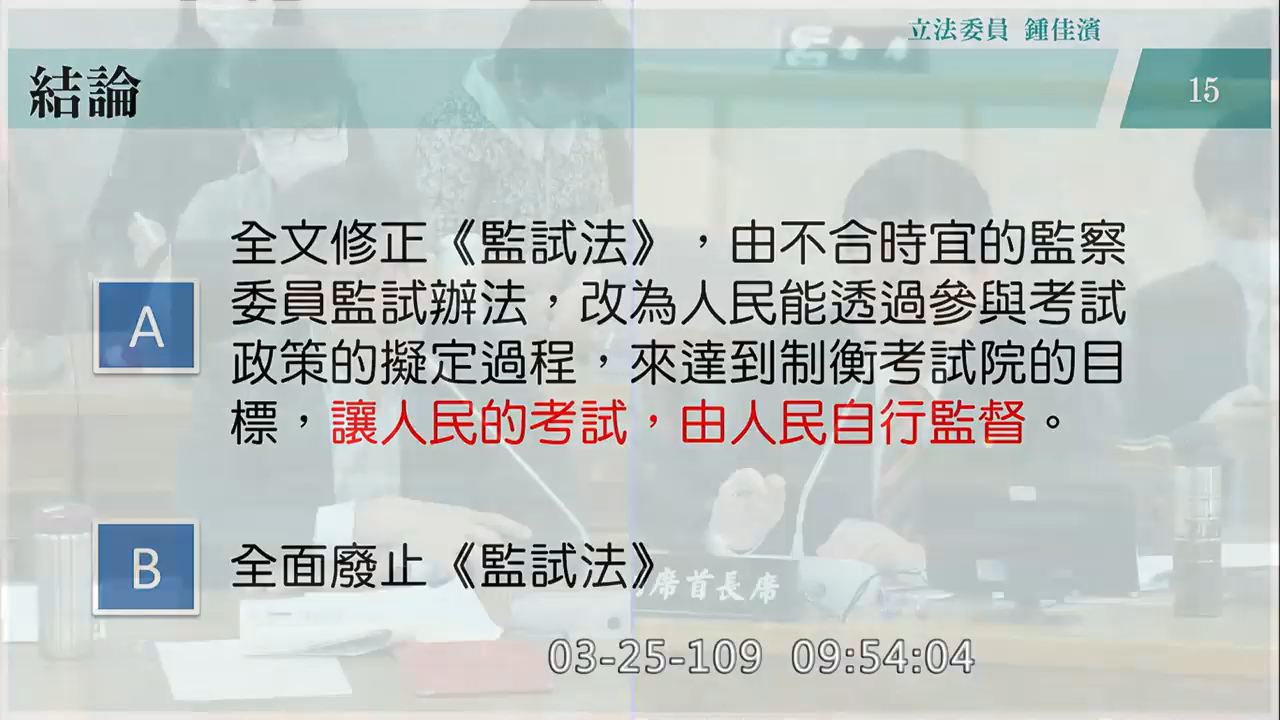 立法委員 鍾佳濱
結論
15
A
全文修正《監試法》，由不合時宜的監察
委員監試辦法，改為人民能透過參與考試
政策的擬定過程，來達到制衡考試院的目
標，讓人民的考試，由人民自行監督。
B
全面廢止《監試法》
席首長席
03-25-109 09:54:04